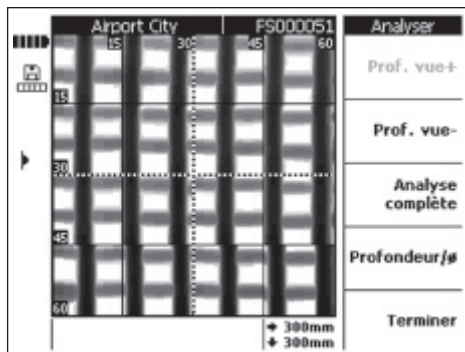 Airport City FS000051 Analyser
15 30 45 60
15
30
45
60
Prof. vue+
Prof. vue-
Analyse
complète
Profondeur/ø
Terminer
300mm
300mm